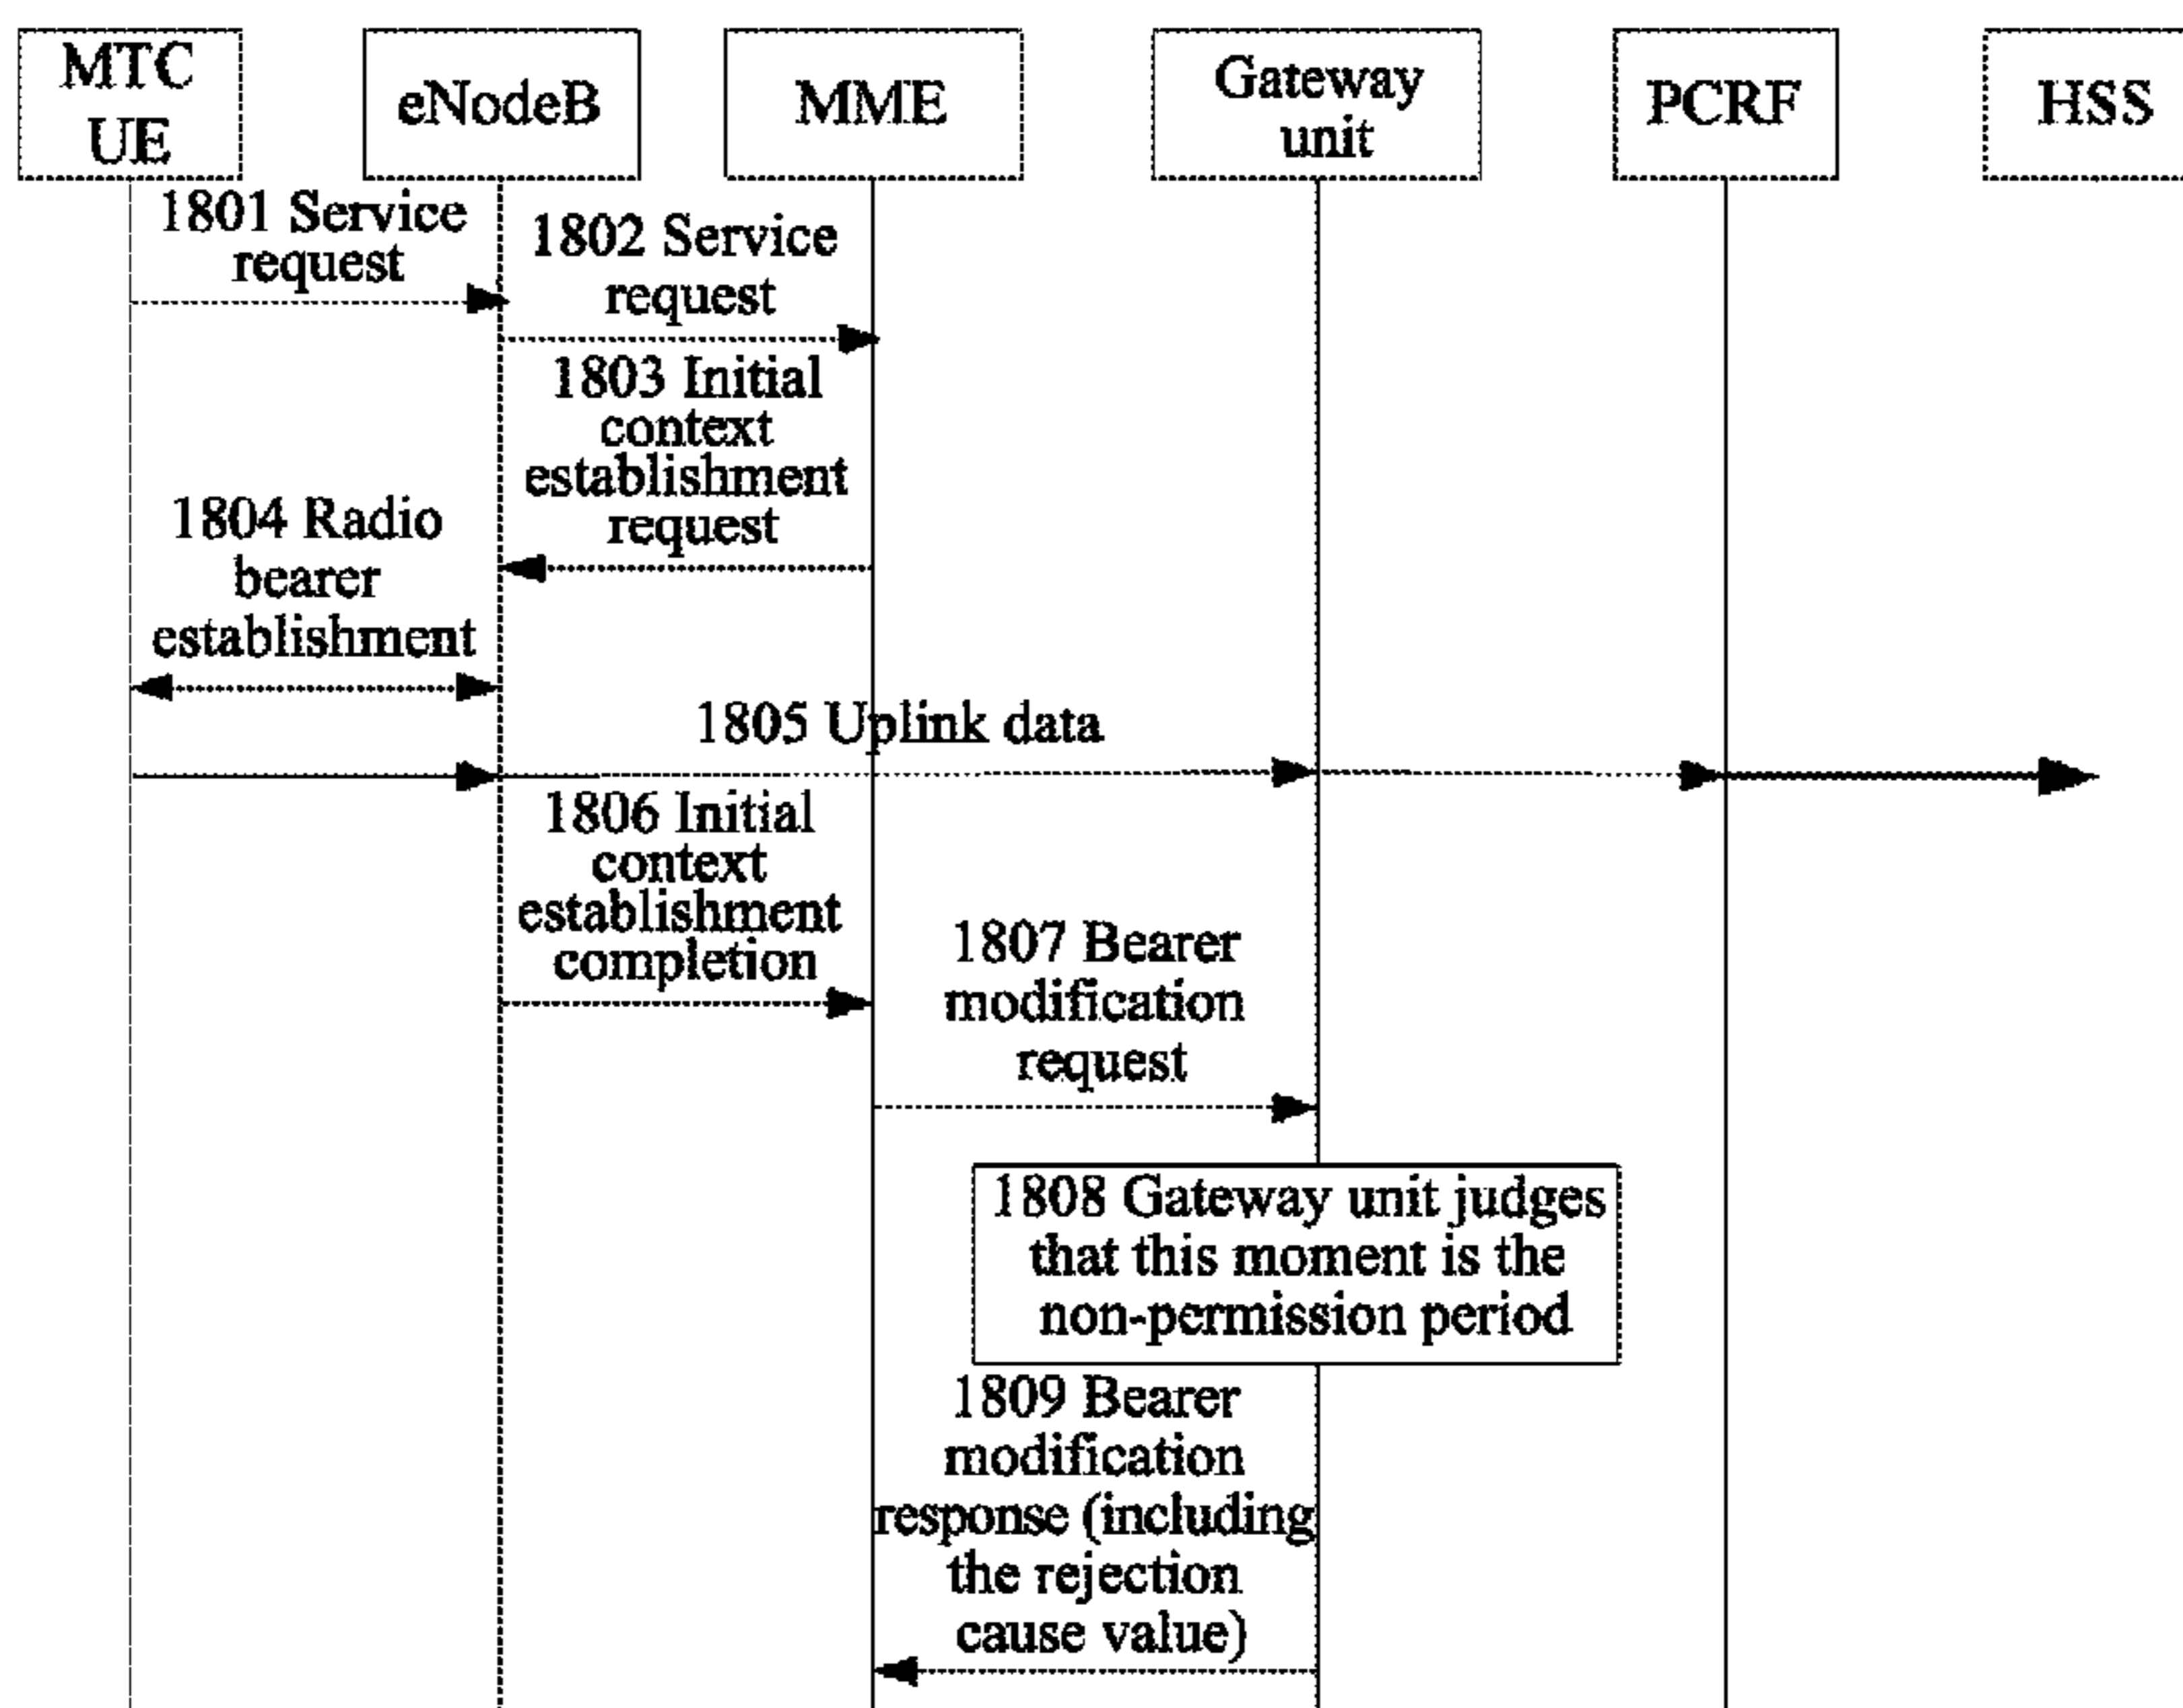 MTC
UE
eNodeB
MME
Gateway
unit
PCRF
HSS
1801 Service
request
1802 Service
request
1803 Initial
context
establishment
request
1804 Radio
bearer
establishment
1805 Uplink data
1806 Initial
context
establishment
completion
1807 Bearer
modification
request
1808 Gateway unit judges
that this moment is the
non-permission period
1809 Bearer
modification
response (including
the rejection
cause value)